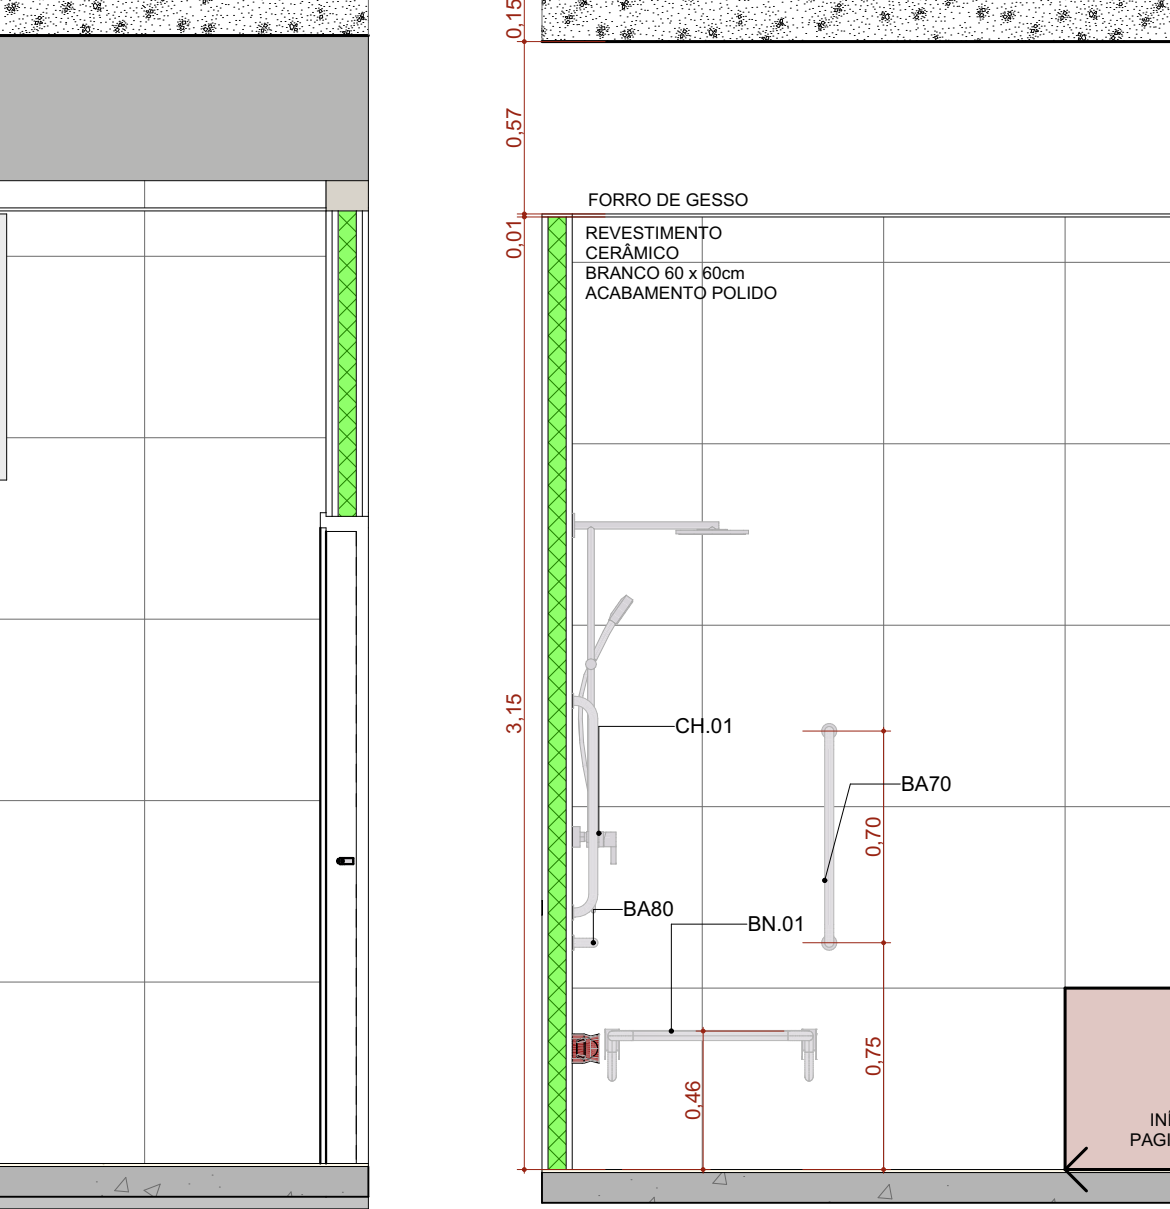 0,15
0,57
FORRO DE GESSO
0,01
REVESTIMENTO
CERÂMICO
BRANCO 60 x 60cm
ACABAMENTO POLIDO
3,15
CH.01
BA70
0,70
BA80
BN.01
0,75
0,46